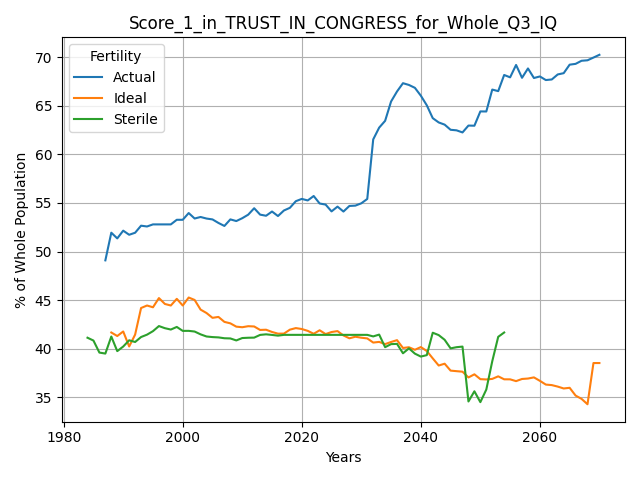 Score_1_in_TRUST_IN_CONGRESS_for_Whole_Q3_IQ
Fertility
Actual
Ideal
Sterile
% of Whole Population
70
65
60
55
50
45
40
35
1980
2000
2020
2040
2060
Years